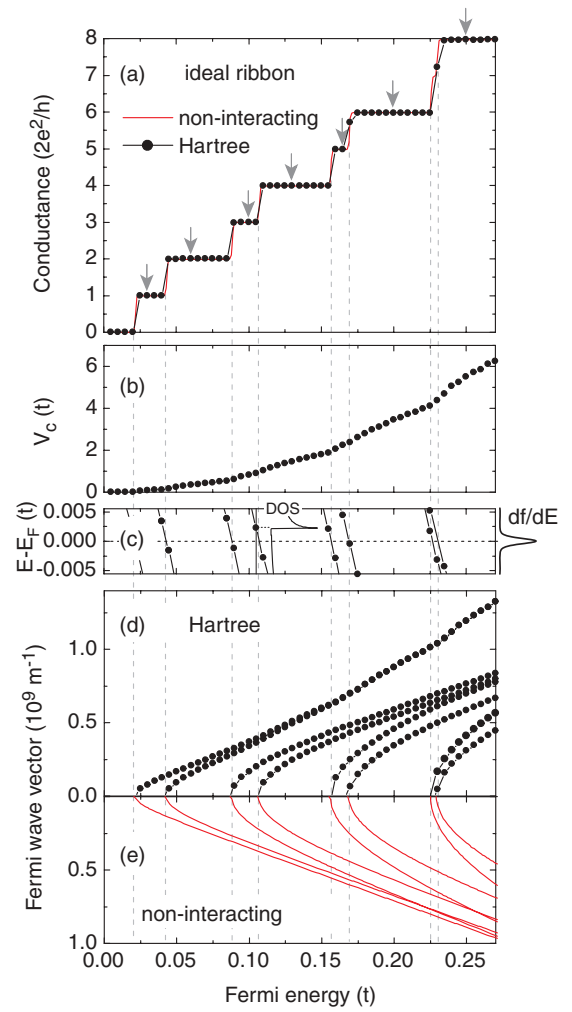 8
7
6
5
4
3
2
1
0
Conductance (2e²/h)
(a) ideal ribbon
non-interacting
Hartree
6
4
2
0
V_c (t)
(b)
0.005
0.000
-0.005
E-E_F (t)
(c)
DOS
df/dE
1.0
0.5
0.0
(d) Hartree
Fermi wave vector (10⁹ m⁻¹)
0.5
1.0
(e)
non-interacting
0.00 0.05 0.10 0.15 0.20 0.25
Fermi energy (t)